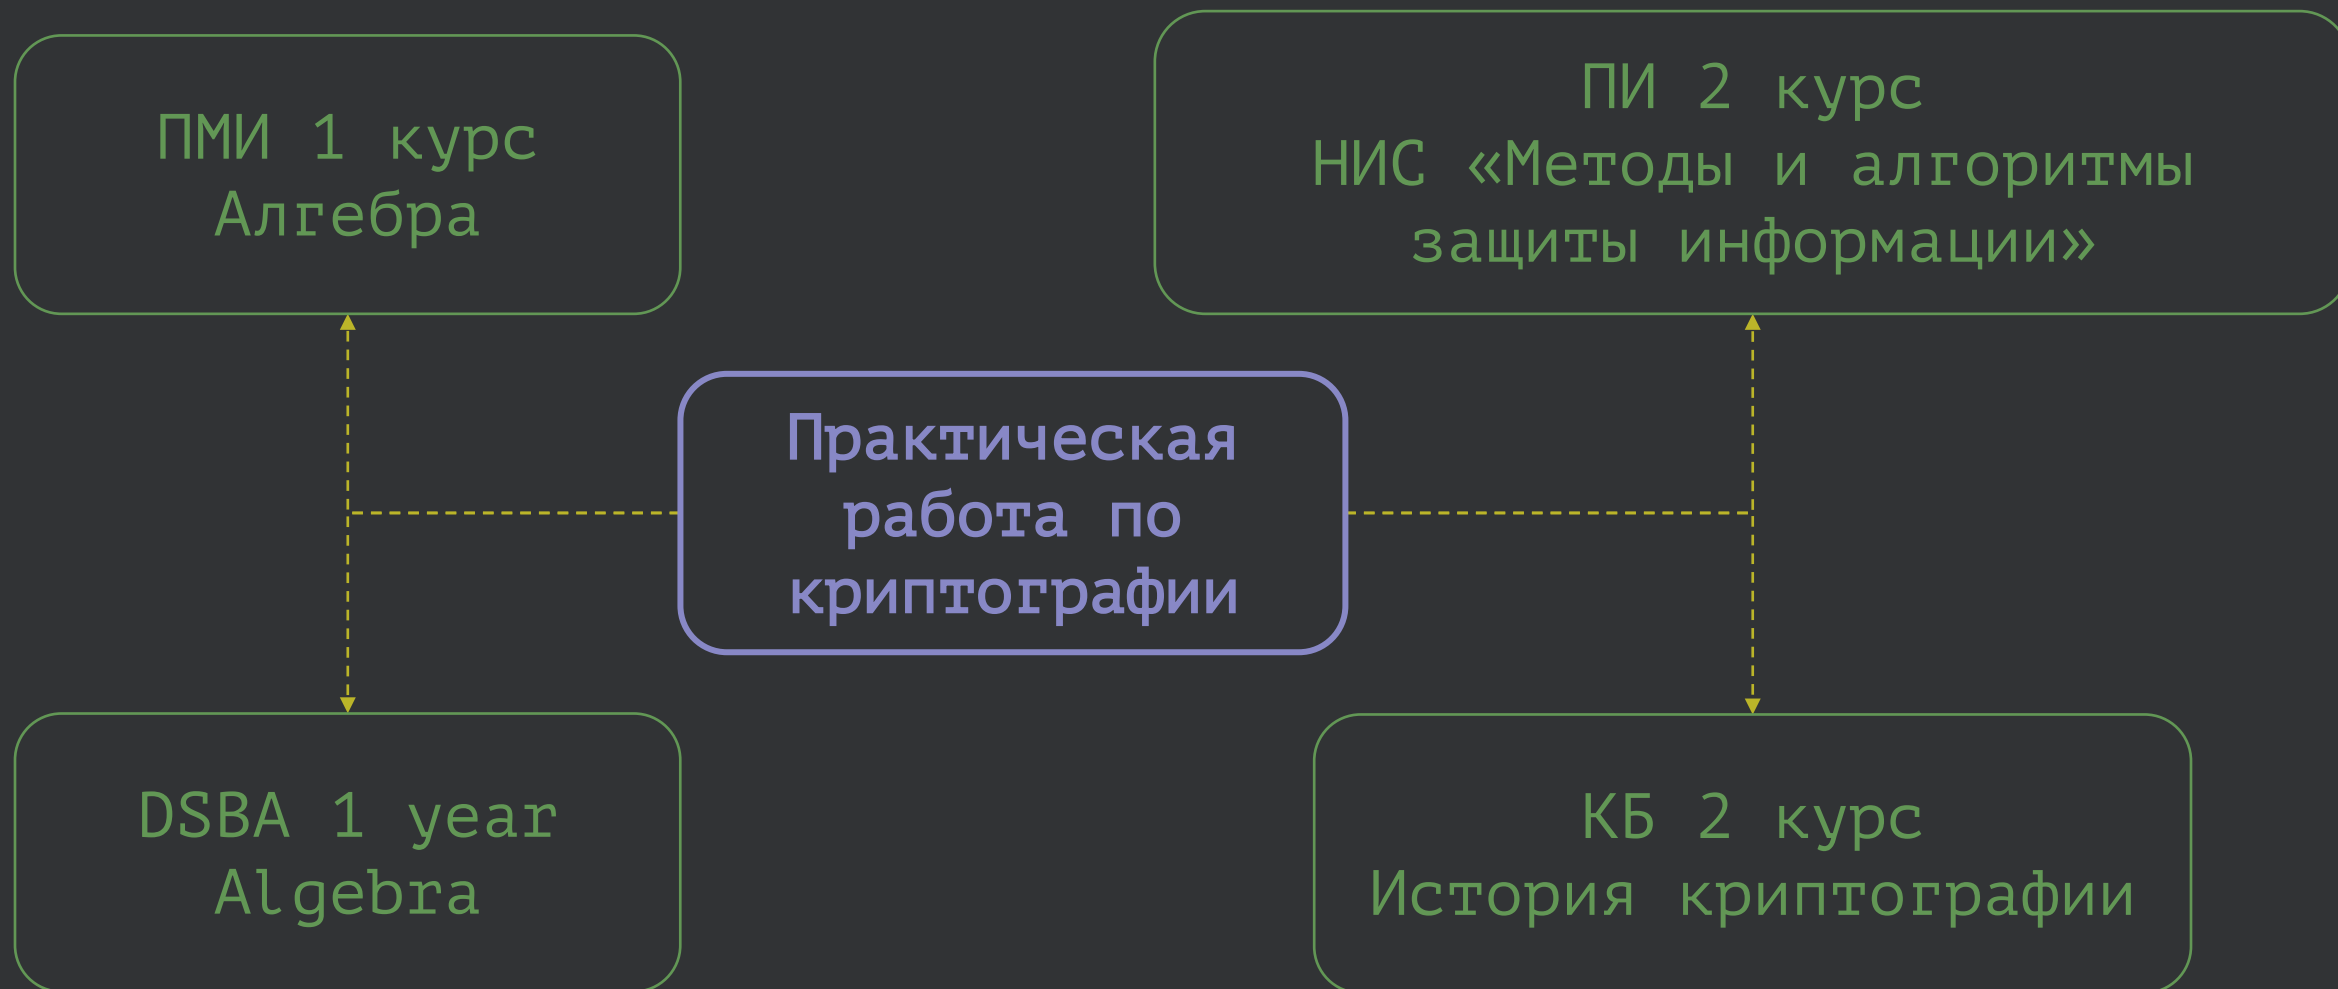 ПМИ 1 курс
Алгебра
ПИ 2 курс
НИС «Методы и алгоритмы
защиты информации»
Практическая
работа по
криптографии
DSBA 1 year
Algebra
КБ 2 курс
История криптографии